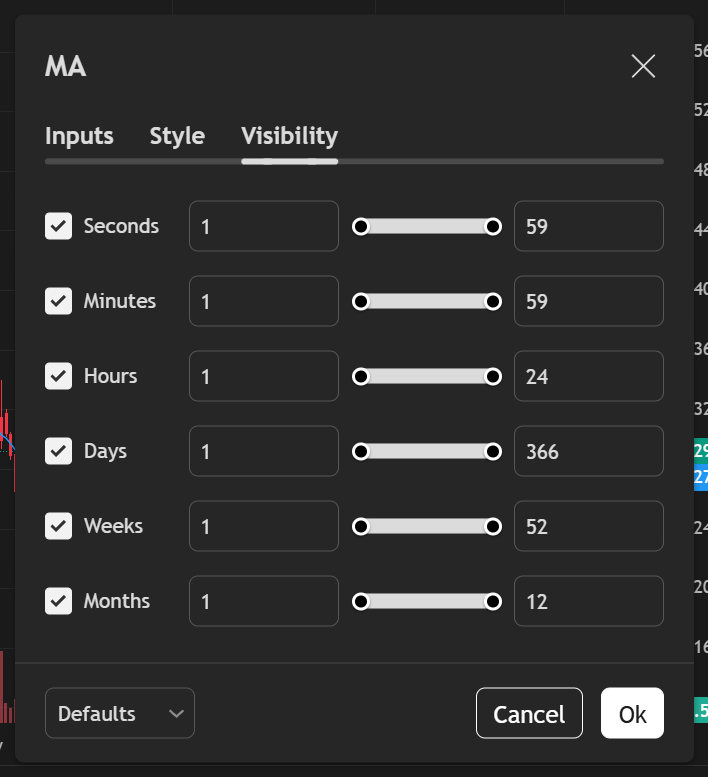 MA
Inputs Style Visibility
Seconds 1 59
Minutes 1 59
Hours 1 24
Days 1 366
Weeks 1 52
Months 1 12
Defaults Cancel Ok